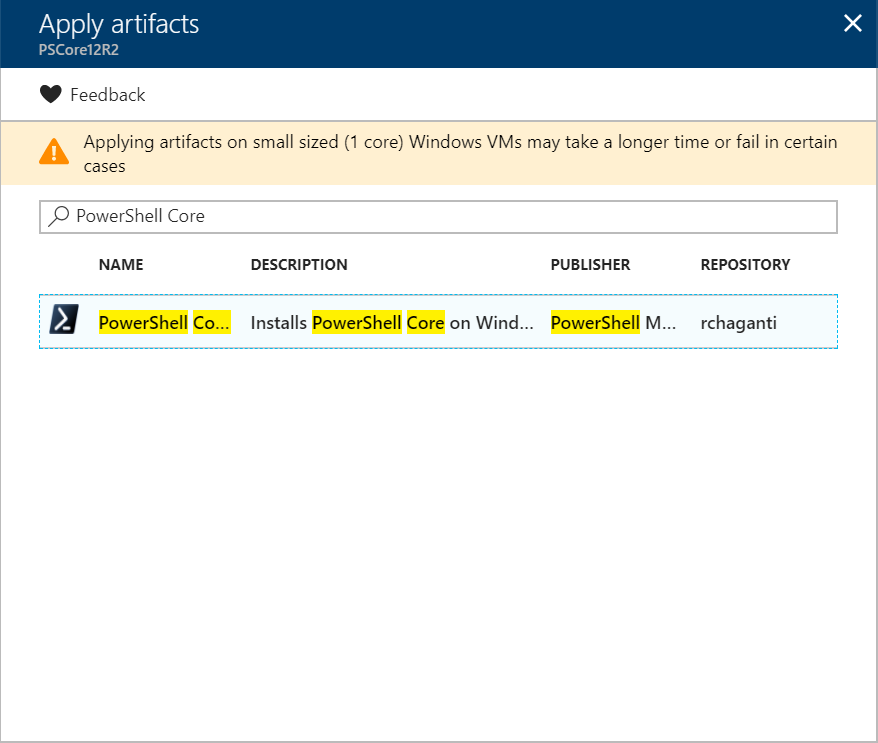 Apply artifacts
PSCore12R2
Feedback
Applying artifacts on small sized (1 core) Windows VMs may take a longer time or fail in certain
cases
PowerShell Core
NAME DESCRIPTION PUBLISHER REPOSITORY
PowerShell Co... Installs PowerShell Core on Wind... PowerShell M... rchaganti